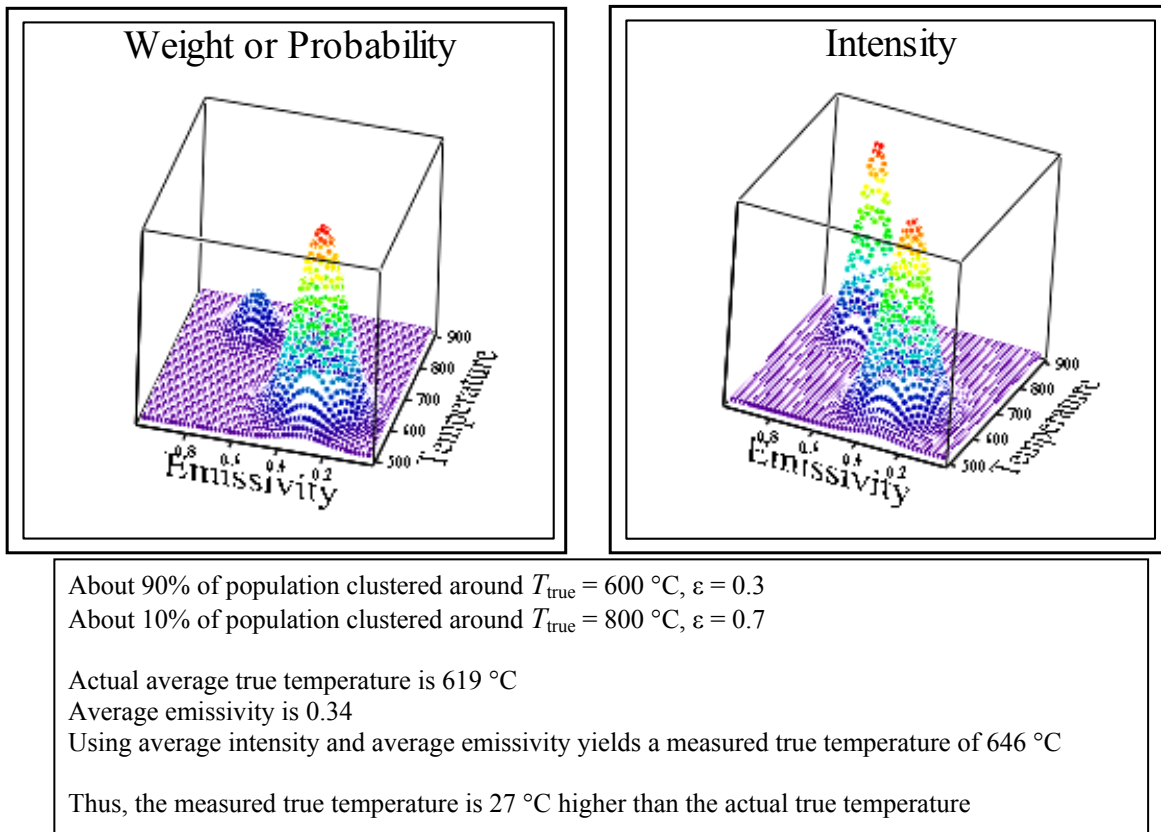 Weight or Probability
900
800
700
600
500
Temperature
0.8
0.6
0.4
0.2
Emissivity
Intensity
900
800
700
600
500
Temperature
0.8
0.6
0.4
0.2
Emissivity
About 90% of population clustered around Ttrue = 600 °C, ε = 0.3
About 10% of population clustered around Ttrue = 800 °C, ε = 0.7
Actual average true temperature is 619 °C
Average emissivity is 0.34
Using average intensity and average emissivity yields a measured true temperature of 646 °C
Thus, the measured true temperature is 27 °C higher than the actual true temperature